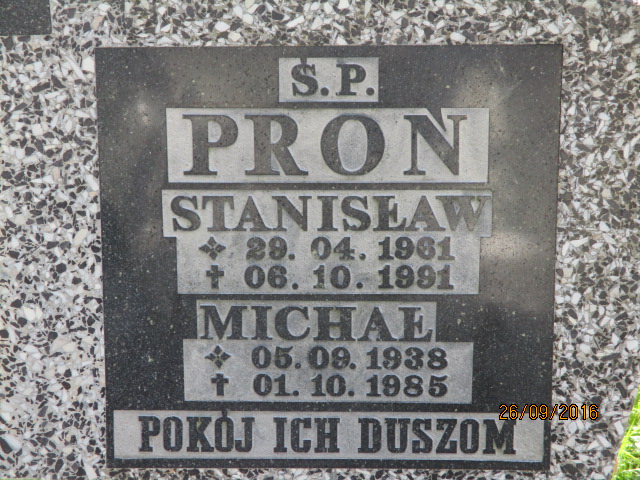 Ś.P.
PROŃ
STANISŁAW
29. 04. 1961
✝ 06. 10. 1991
MICHAŁ
05.09.1938
✝ 01. 10. 1985
POKÓJ ICH DUSZOM
26/09/2016